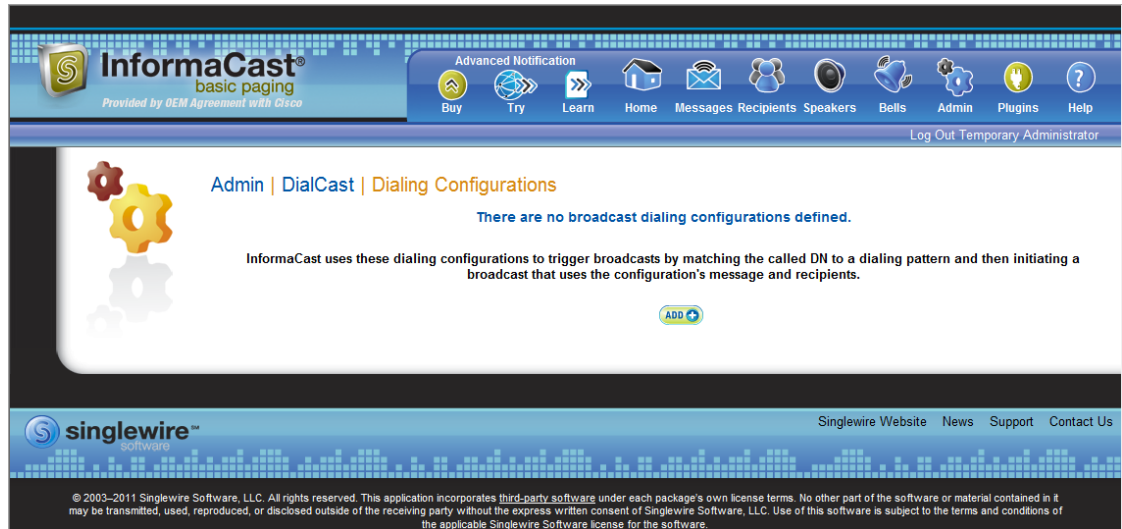 InformaCast®
basic paging
Provided by OEM Agreement with Cisco
Advanced Notification
Buy Try Learn Home Messages Recipients Speakers Bells Admin Plugins Help
Log Out Temporary Administrator
Admin | DialCast | Dialing Configurations
There are no broadcast dialing configurations defined.
InformaCast uses these dialing configurations to trigger broadcasts by matching the called DN to a dialing pattern and then initiating a
broadcast that uses the configuration's message and recipients.
ADD
singlewire℠
software
Singlewire Website News Support Contact Us
© 2003–2011 Singlewire Software, LLC. All rights reserved. This application incorporates third-party software under each package's own license terms. No other part of the software or material contained in it
may be transmitted, used, reproduced, or disclosed outside of the receiving party without the express written consent of Singlewire Software, LLC. Use of this software is subject to the terms and conditions of
the applicable Singlewire Software license for the software.